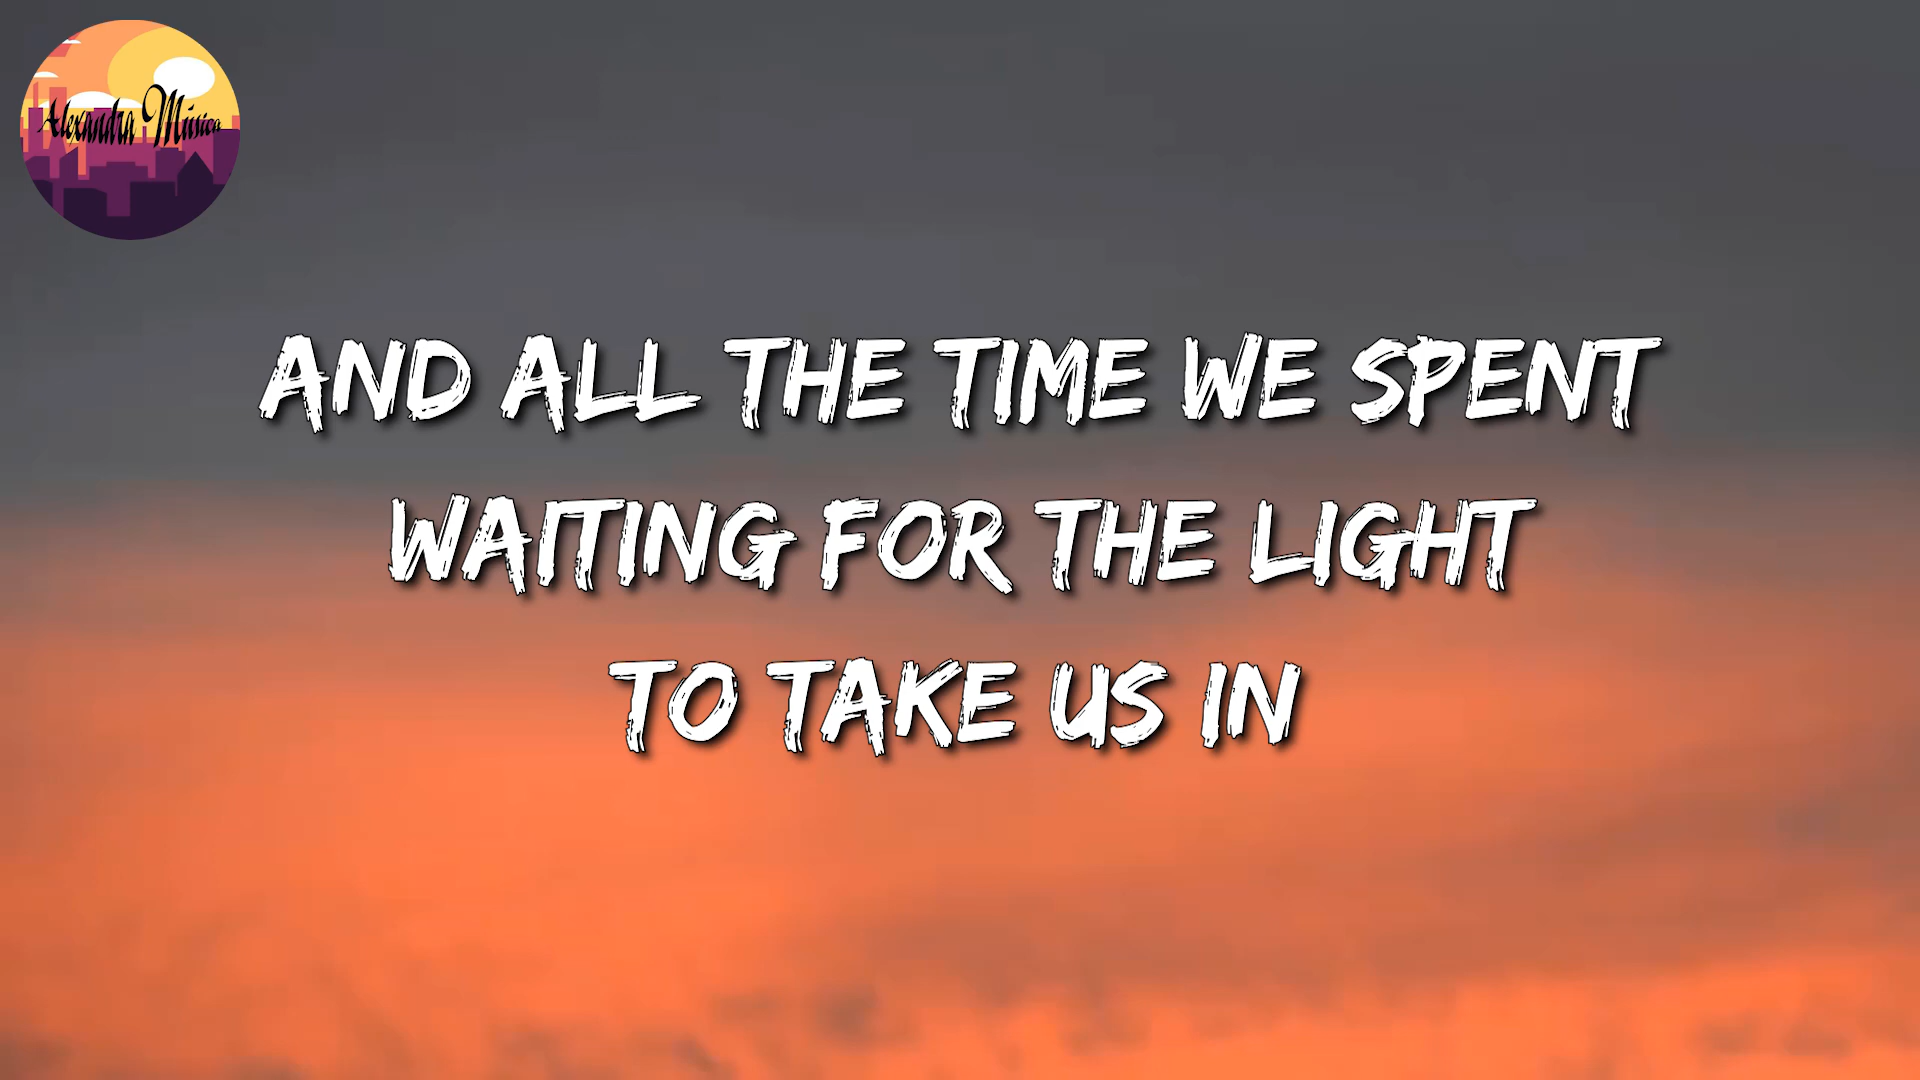 Alexandra Música
AND ALL THE TIME WE SPENT
WAITING FOR THE LIGHT
TO TAKE US IN